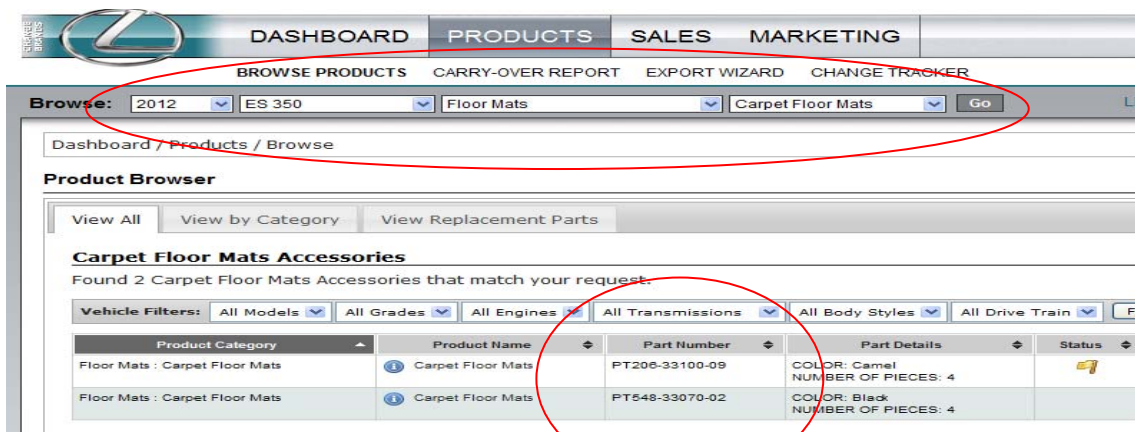 DASHBOARD PRODUCTS SALES MARKETING
BROWSE PRODUCTS CARRY-OVER REPORT EXPORT WIZARD CHANGE TRACKER
Browse: 2012 ES 350 Floor Mats Carpet Floor Mats Go
Dashboard / Products / Browse
Product Browser
View All View by Category View Replacement Parts
Carpet Floor Mats Accessories
Found 2 Carpet Floor Mats Accessories that match your request.
Vehicle Filters: All Models All Grades All Engines All Transmissions All Body Styles All Drive Train
Product Category Product Name Part Number Part Details Status
Floor Mats : Carpet Floor Mats Carpet Floor Mats PT206-33100-09 COLOR: Camel
NUMBER OF PIECES: 4
Floor Mats : Carpet Floor Mats Carpet Floor Mats PT548-33070-02 COLOR: Black
NUMBER OF PIECES: 4